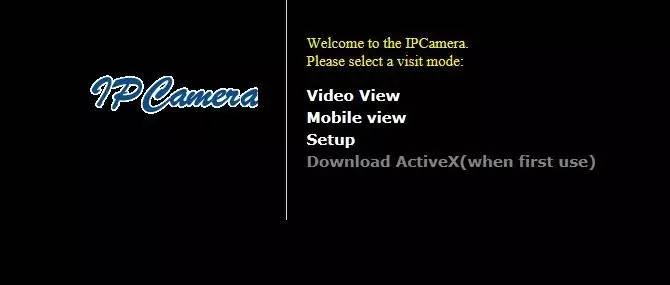 IPCamera
Welcome to the IPCamera.
Please select a visit mode:
Video View
Mobile view
Setup
Download ActiveX(when first use)